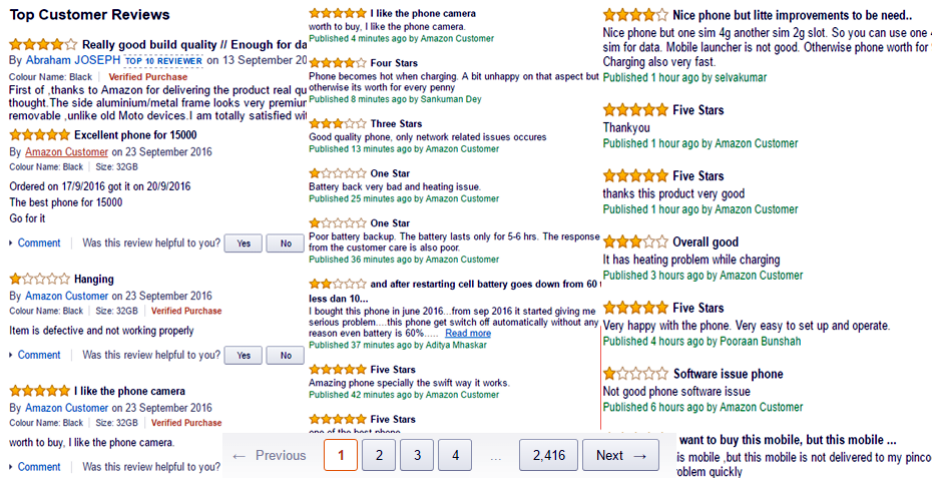 Top Customer Reviews
Really good build quality // Enough for da
By Abraham JOSEPH TOP 10 REVIEWER on 13 September 20
Colour Name: Black | Verified Purchase
First of ,thanks to Amazon for delivering the product real qu
thought.The side aluminium/metal frame looks very premiur
removable ,unlike old Moto devices.I am totally satisfied wi
Excellent phone for 15000
By Amazon Customer on 23 September 2016
Colour Name: Black | Size: 32GB
Ordered on 17/9/2016 got it on 20/9/2016
The best phone for 15000
Go for it
Comment | Was this review helpful to you? Yes No
Hanging
By Amazon Customer on 23 September 2016
Colour Name: Black | Size: 32GB | Verified Purchase
Item is defective and not working properly
Comment | Was this review helpful to you? Yes No
I like the phone camera
By Amazon Customer on 23 September 2016
Colour Name: Black | Size: 32GB | Verified Purchase
worth to buy, I like the phone camera.
Comment | Was this review helpful to you?
I like the phone camera
worth to buy, I like the phone camera.
Published 4 minutes ago by Amazon Customer
Four Stars
Phone becomes hot when charging. A bit unhappy on that aspect but
otherwise its worth for every penny
Published 8 minutes ago by Sankuman Dey
Three Stars
Good quality phone, only network related issues occures
Published 13 minutes ago by Amazon Customer
One Star
Battery back very bad and heating issue.
Published 25 minutes ago by Amazon Customer
One Star
Poor battery backup. The battery lasts only for 5-6 hrs. The response
from the customer care is also poor.
Published 36 minutes ago by Amazon Customer
and after restarting cell battery goes down from 60
less dan 10...
I bought this phone in june 2016...from sep 2016 it started giving me
serious problem....this phone get switch off automatically without any
reason even battery is 60%..... Read more
Published 37 minutes ago by Aditya Mhaskar
Five Stars
Amazing phone specially the swift way it works.
Published 42 minutes ago by Amazon Customer
Five Stars
one of the best phone
Nice phone but litte improvements to be need..
Nice phone but one sim 4g another sim 2g slot. So you can use one
sim for data. Mobile launcher is not good. Otherwise phone worth for
Charging also very fast.
Published 1 hour ago by selvakumar
Five Stars
Thankyou
Published 1 hour ago by Amazon Customer
Five Stars
thanks this product very good
Published 1 hour ago by Amazon Customer
Overall good
It has heating problem while charging
Published 3 hours ago by Amazon Customer
Five Stars
Very happy with the phone. Very easy to set up and operate.
Published 4 hours ago by Pooraan Bunshah
Software issue phone
Not good phone software issue
Published 6 hours ago by Amazon Customer
want to buy this mobile, but this mobile ...
is mobile ,but this mobile is not delivered to my pinco
oblem quickly
← Previous 1 2 3 4 ... 2,416 Next →